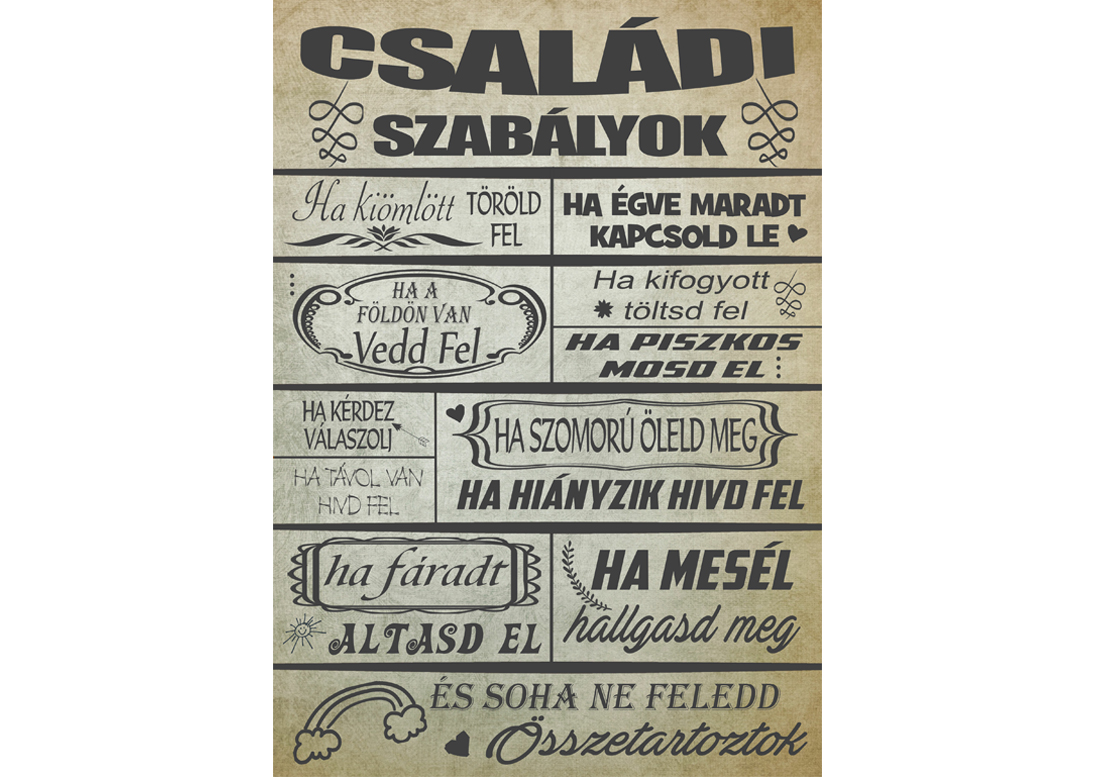 CSALÁDI
SZABÁLYOK
Ha kiömlött TÖRÖLD
FEL
HA ÉGVE MARADT
KAPCSOLD LE
HA A
FÖLDÖN VAN
Vedd Fel
Ha kifogyott
töltsd fel
HA PISZKOS
MOSD EL
HA KÉRDEZ
VÁLASZOLJ
HA TÁVOL VAN
HIVD FEL
HA SZOMORÚ ÖLELD MEG
HA HIÁNYZIK HIVD FEL
ha fáradt
ALTASD EL
HA MESÉL
hallgasd meg
ÉS SOHA NE FELEDD
Összetartoztok